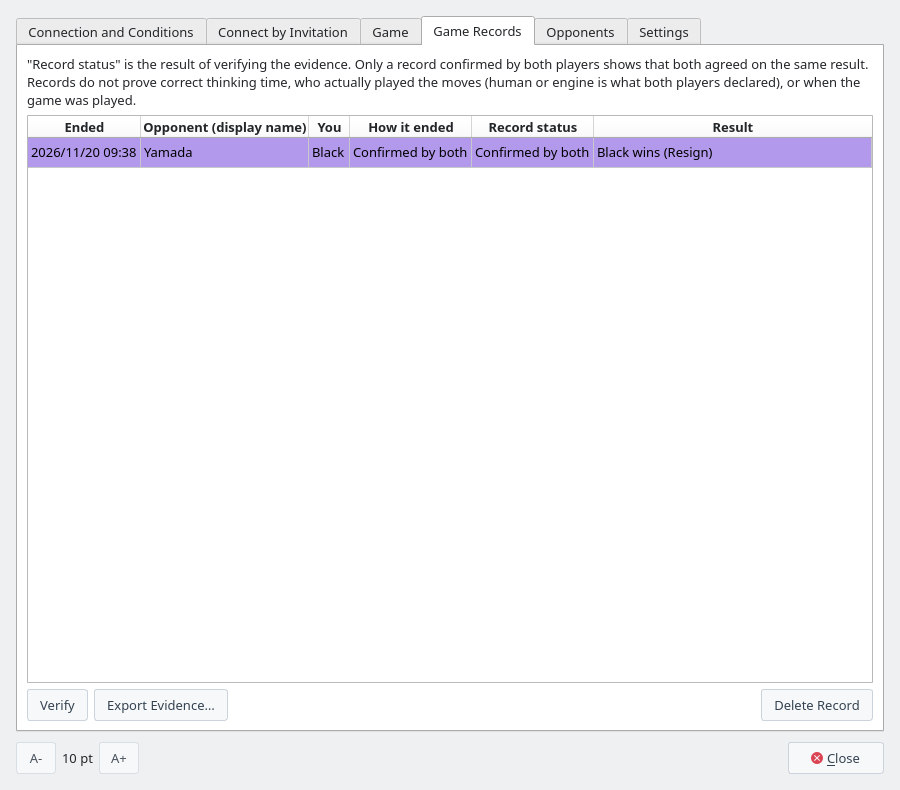 Connection and Conditions Connect by Invitation Game Game Records Opponents Settings
"Record status" is the result of verifying the evidence. Only a record confirmed by both players shows that both agreed on the same result.
Records do not prove correct thinking time, who actually played the moves (human or engine is what both players declared), or when the
game was played.
Ended Opponent (display name) You How it ended Record status Result
2026/11/20 09:38 Yamada Black Confirmed by both Confirmed by both Black wins (Resign)
Verify Export Evidence... Delete Record
A- 10 pt A+ Close